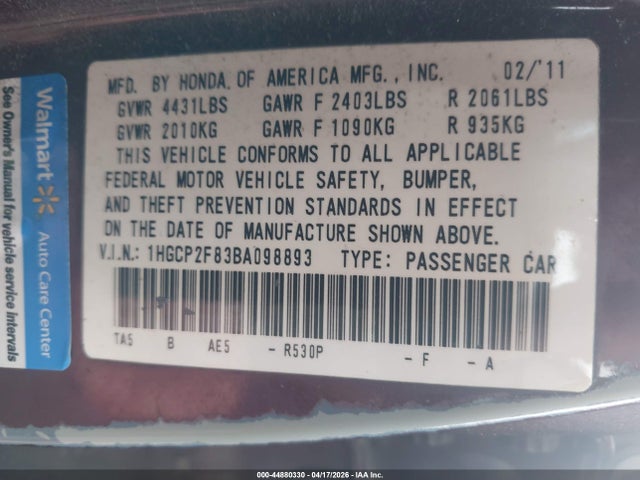 MFD. BY HONDA OF AMERICA MFG., INC. 02/'11
GVWR 4431LBS GAWR F 2403LBS R 2061LBS
GVWR 2010KG GAWR F 1090KG R 935KG
THIS VEHICLE CONFORMS TO ALL APPLICABLE
FEDERAL MOTOR VEHICLE SAFETY, BUMPER,
AND THEFT PREVENTION STANDARDS IN EFFECT
ON THE DATE OF MANUFACTURE SHOWN ABOVE.
V.I.N.: 1HGCP2F83BA098893 TYPE: PASSENGER CAR
TA5 B AE5 - R530P - F - A
Walmart Auto Care Center
See Owner's Manual for vehicle service intervals
000-44880330 - 04/17/2026 - IAA Inc.